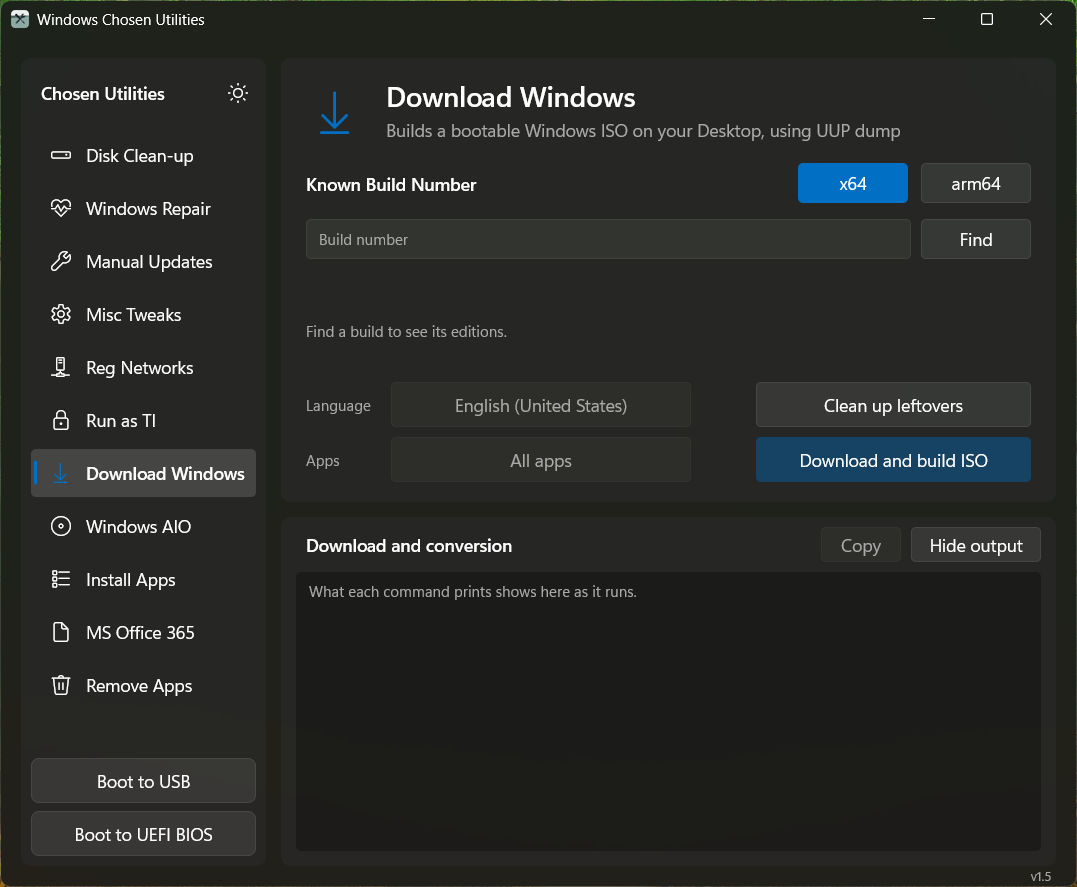 Windows Chosen Utilities
Chosen Utilities
Disk Clean-up
Windows Repair
Manual Updates
Misc Tweaks
Reg Networks
Run as TI
Download Windows
Windows AIO
Install Apps
MS Office 365
Remove Apps
Boot to USB
Boot to UEFI BIOS
Download Windows
Builds a bootable Windows ISO on your Desktop, using UUP dump
Known Build Number
x64
arm64
Build number
Find
Find a build to see its editions.
Language
English (United States)
Clean up leftovers
Apps
All apps
Download and build ISO
Download and conversion
Copy
Hide output
What each command prints shows here as it runs.
v1.5